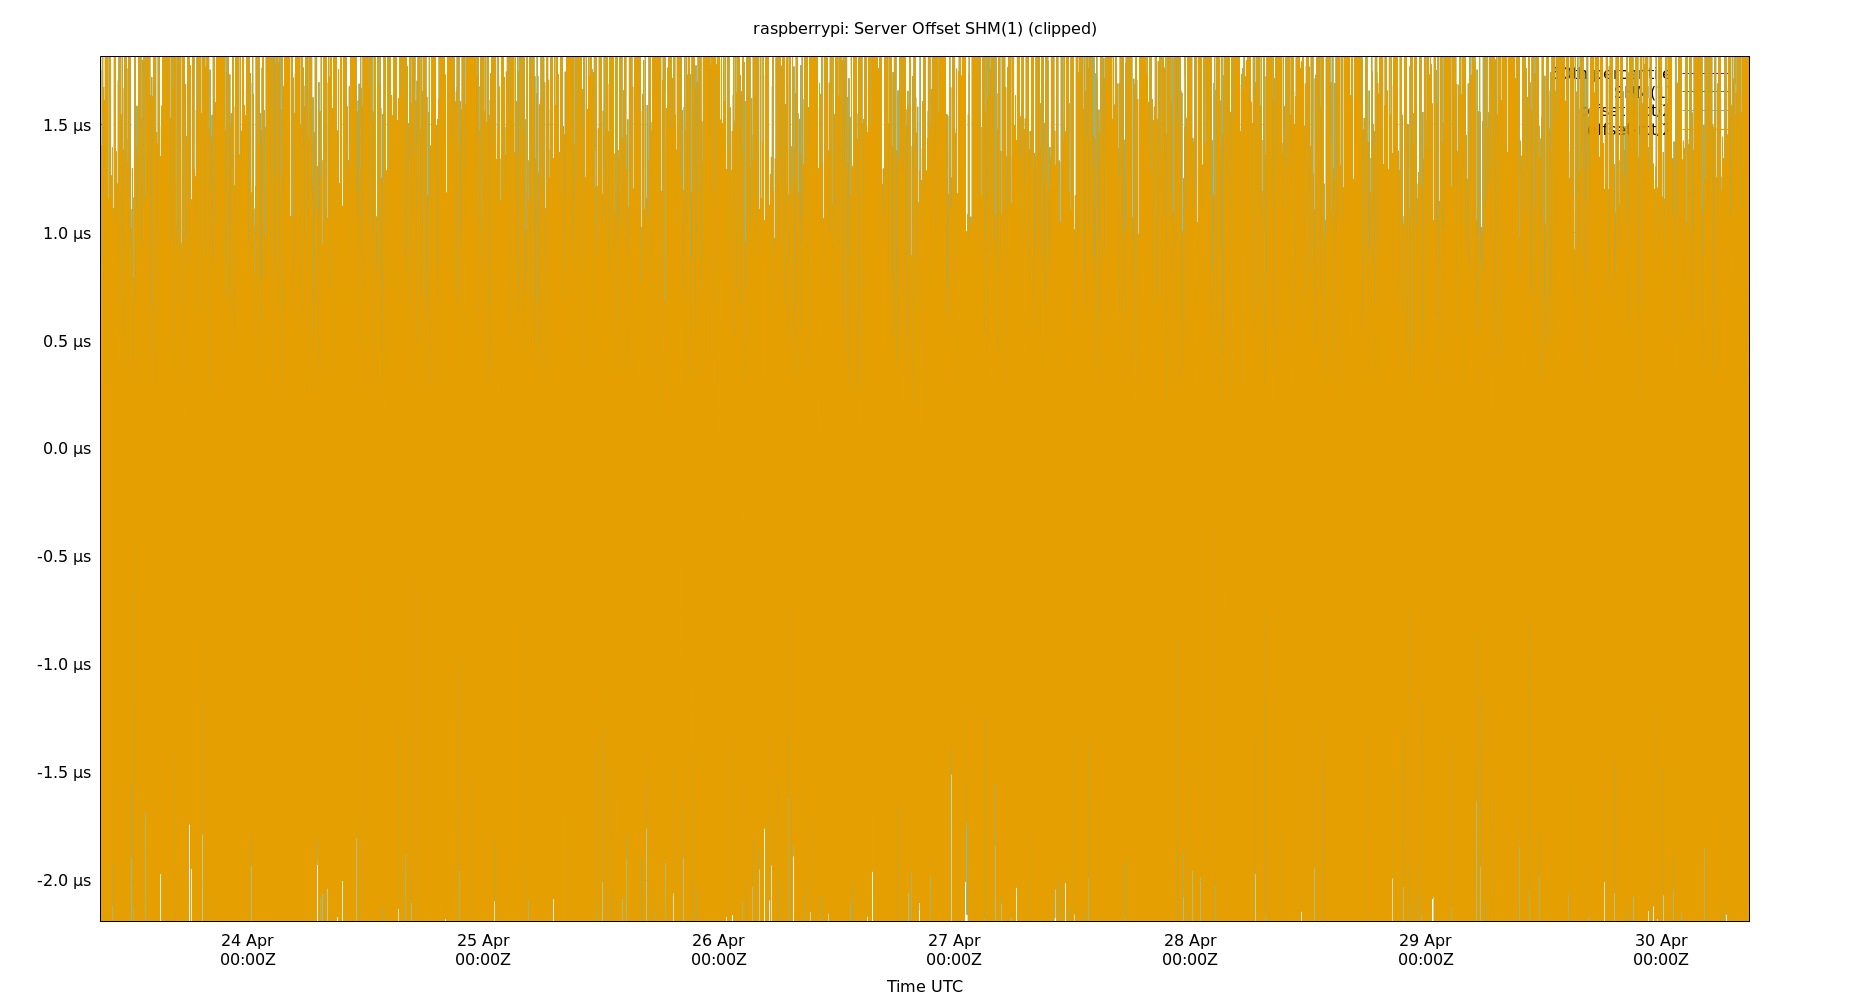 raspberrypi: Server Offset SHM(1) (clipped)
1.5 µs
1.0 µs
0.5 µs
0.0 µs
-0.5 µs
-1.0 µs
-1.5 µs
-2.0 µs
24 Apr
00:00Z
25 Apr
00:00Z
26 Apr
00:00Z
27 Apr
00:00Z
28 Apr
00:00Z
29 Apr
00:00Z
30 Apr
00:00Z
Time UTC